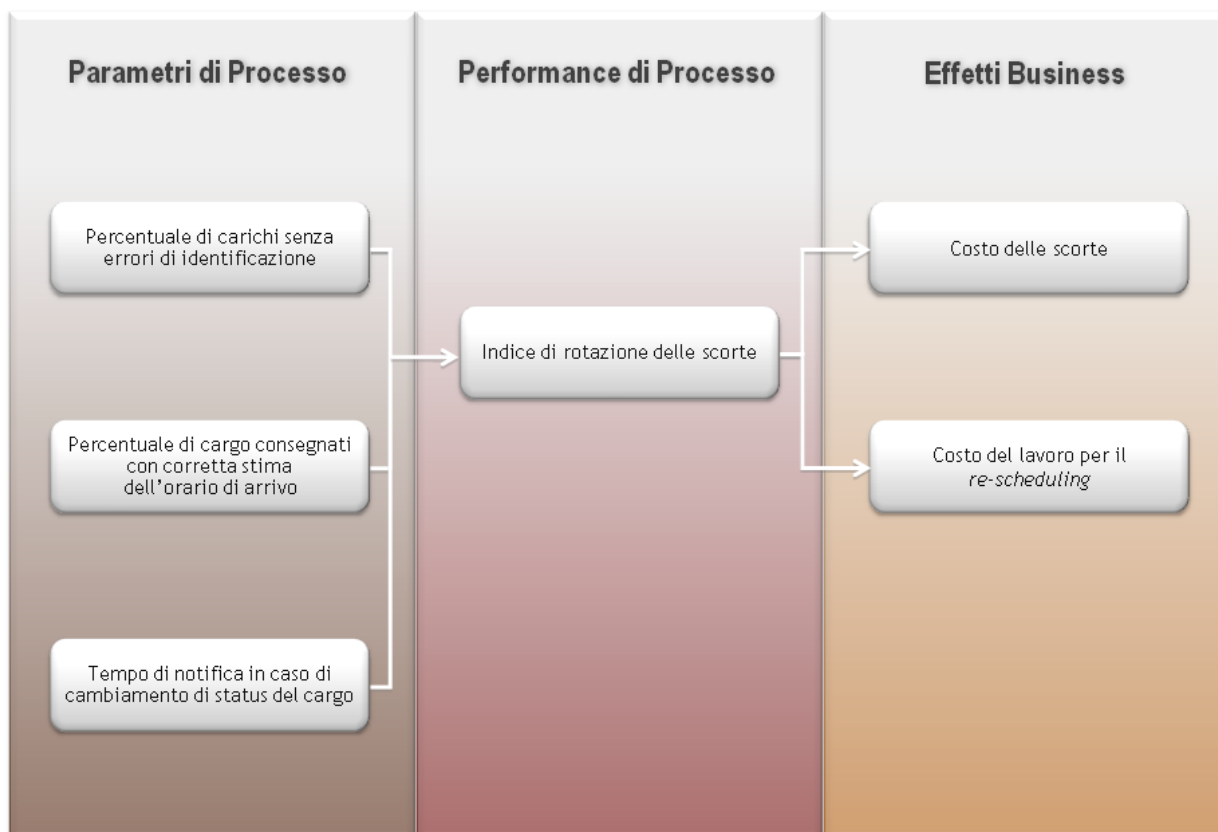 Parametri di Processo
Performance di Processo
Effetti Business
Percentuale di carichi senza
errori di identificazione
Percentuale di cargo consegnati
con corretta stima
dell'orario di arrivo
Tempo di notifica in caso di
cambiamento di status del cargo
Indice di rotazione delle scorte
Costo delle scorte
Costo del lavoro per il
re-scheduling